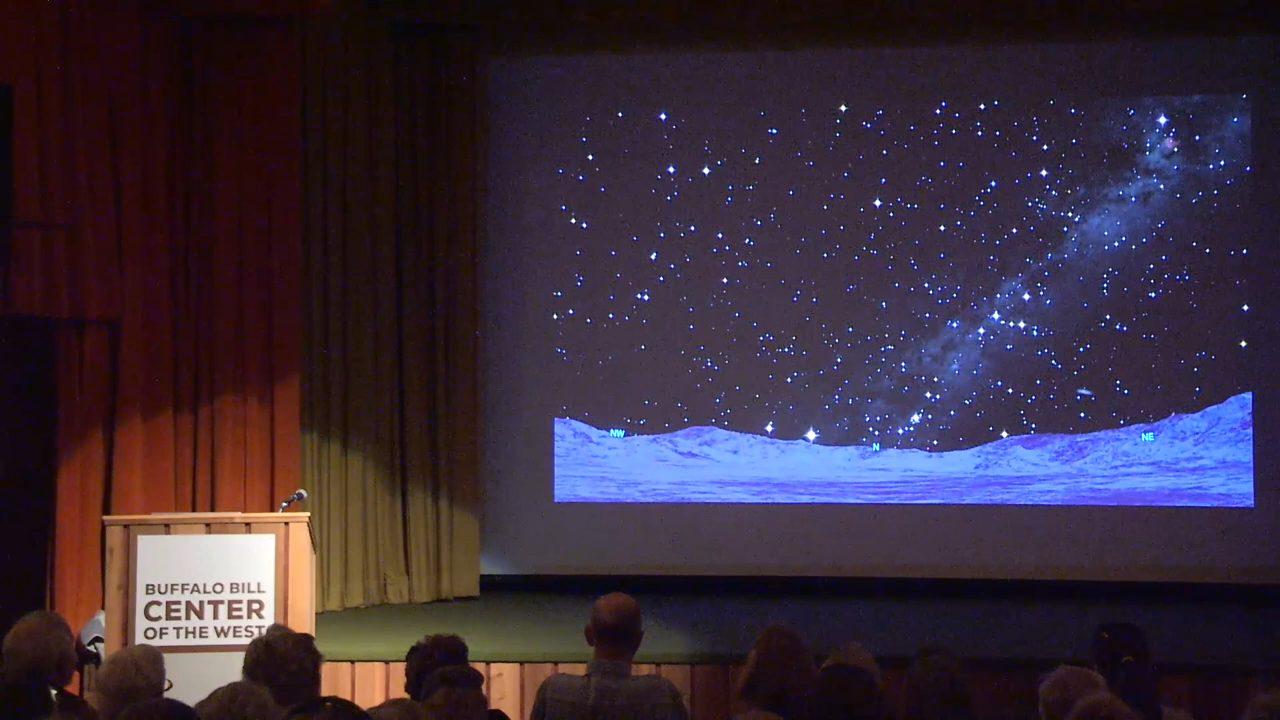 NW
N
NE
BUFFALO BILL
CENTER
OF THE WEST